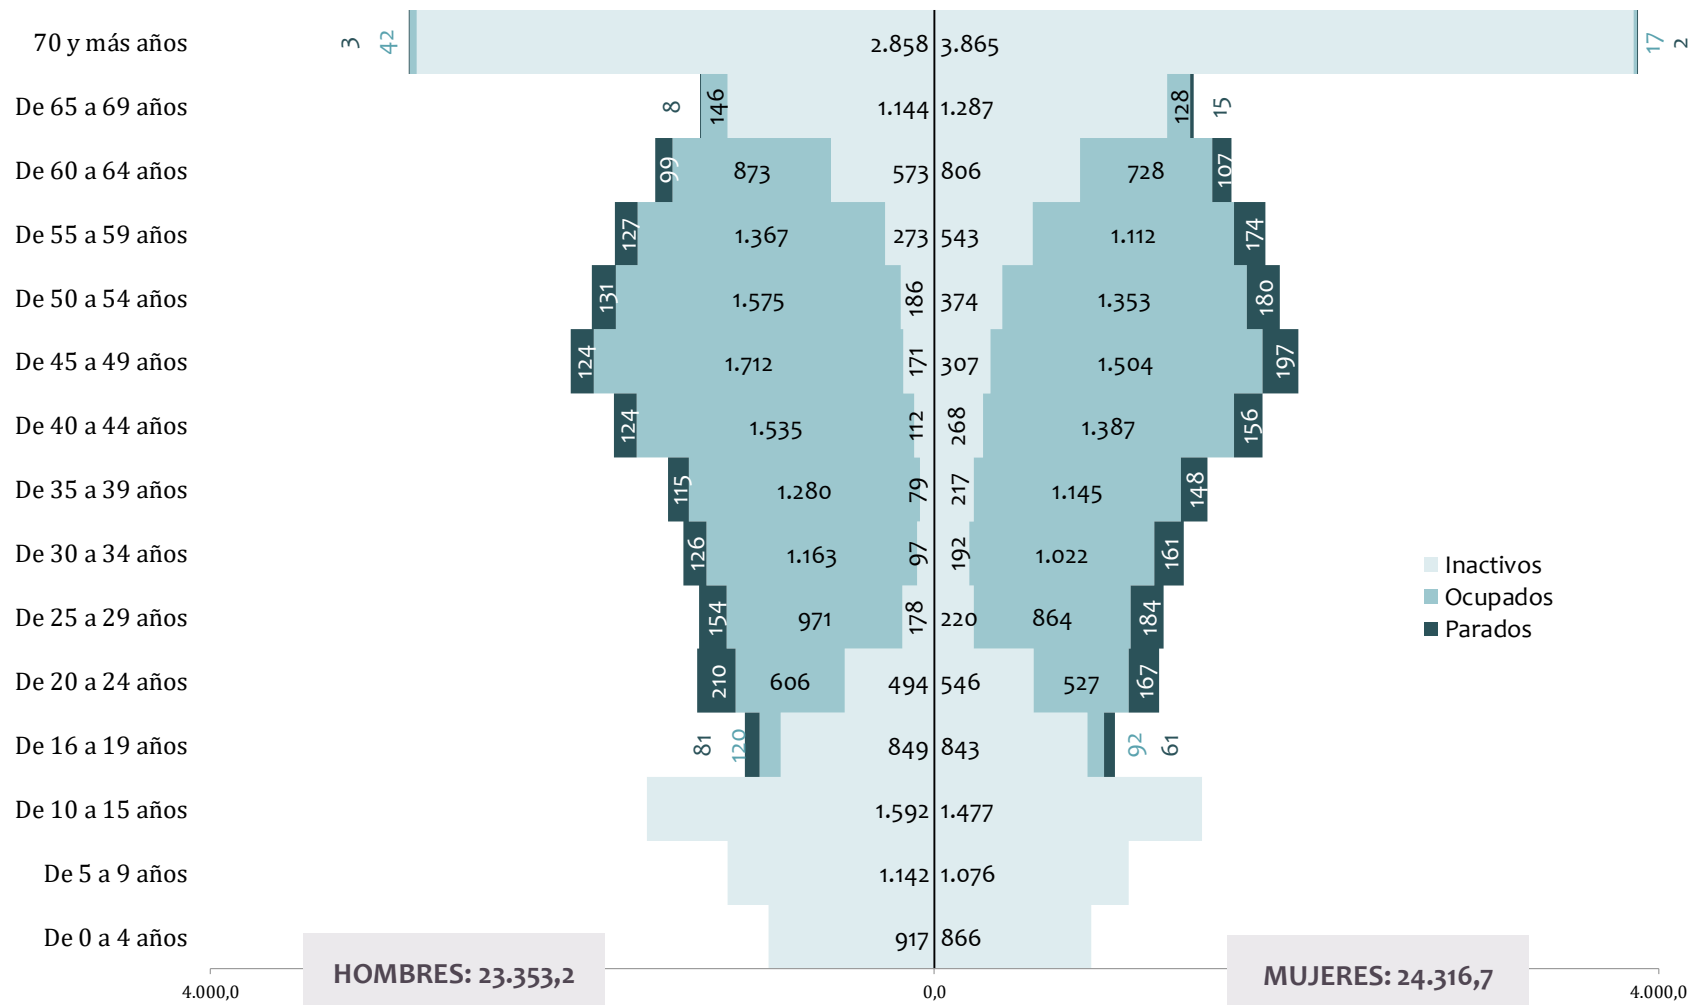 70 y más años 3 42 2.858 3.865 17 2
De 65 a 69 años 8 146 1.144 1.287 128 15
De 60 a 64 años 99 873 573 806 728 107
De 55 a 59 años 127 1.367 273 543 1.112 174
De 50 a 54 años 131 1.575 186 374 1.353 180
De 45 a 49 años 124 1.712 171 307 1.504 197
De 40 a 44 años 124 1.535 112 268 1.387 156
De 35 a 39 años 115 1.280 79 217 1.145 148
De 30 a 34 años 126 1.163 97 192 1.022 161
De 25 a 29 años 154 971 178 220 864 184
De 20 a 24 años 210 606 494 546 527 167
De 16 a 19 años 81 120 849 843 92 61
De 10 a 15 años 1.592 1.477
De 5 a 9 años 1.142 1.076
De 0 a 4 años 917 866
Inactivos
Ocupados
Parados
HOMBRES: 23.353,2 MUJERES: 24.316,7
4.000,0 0,0 4.000,0